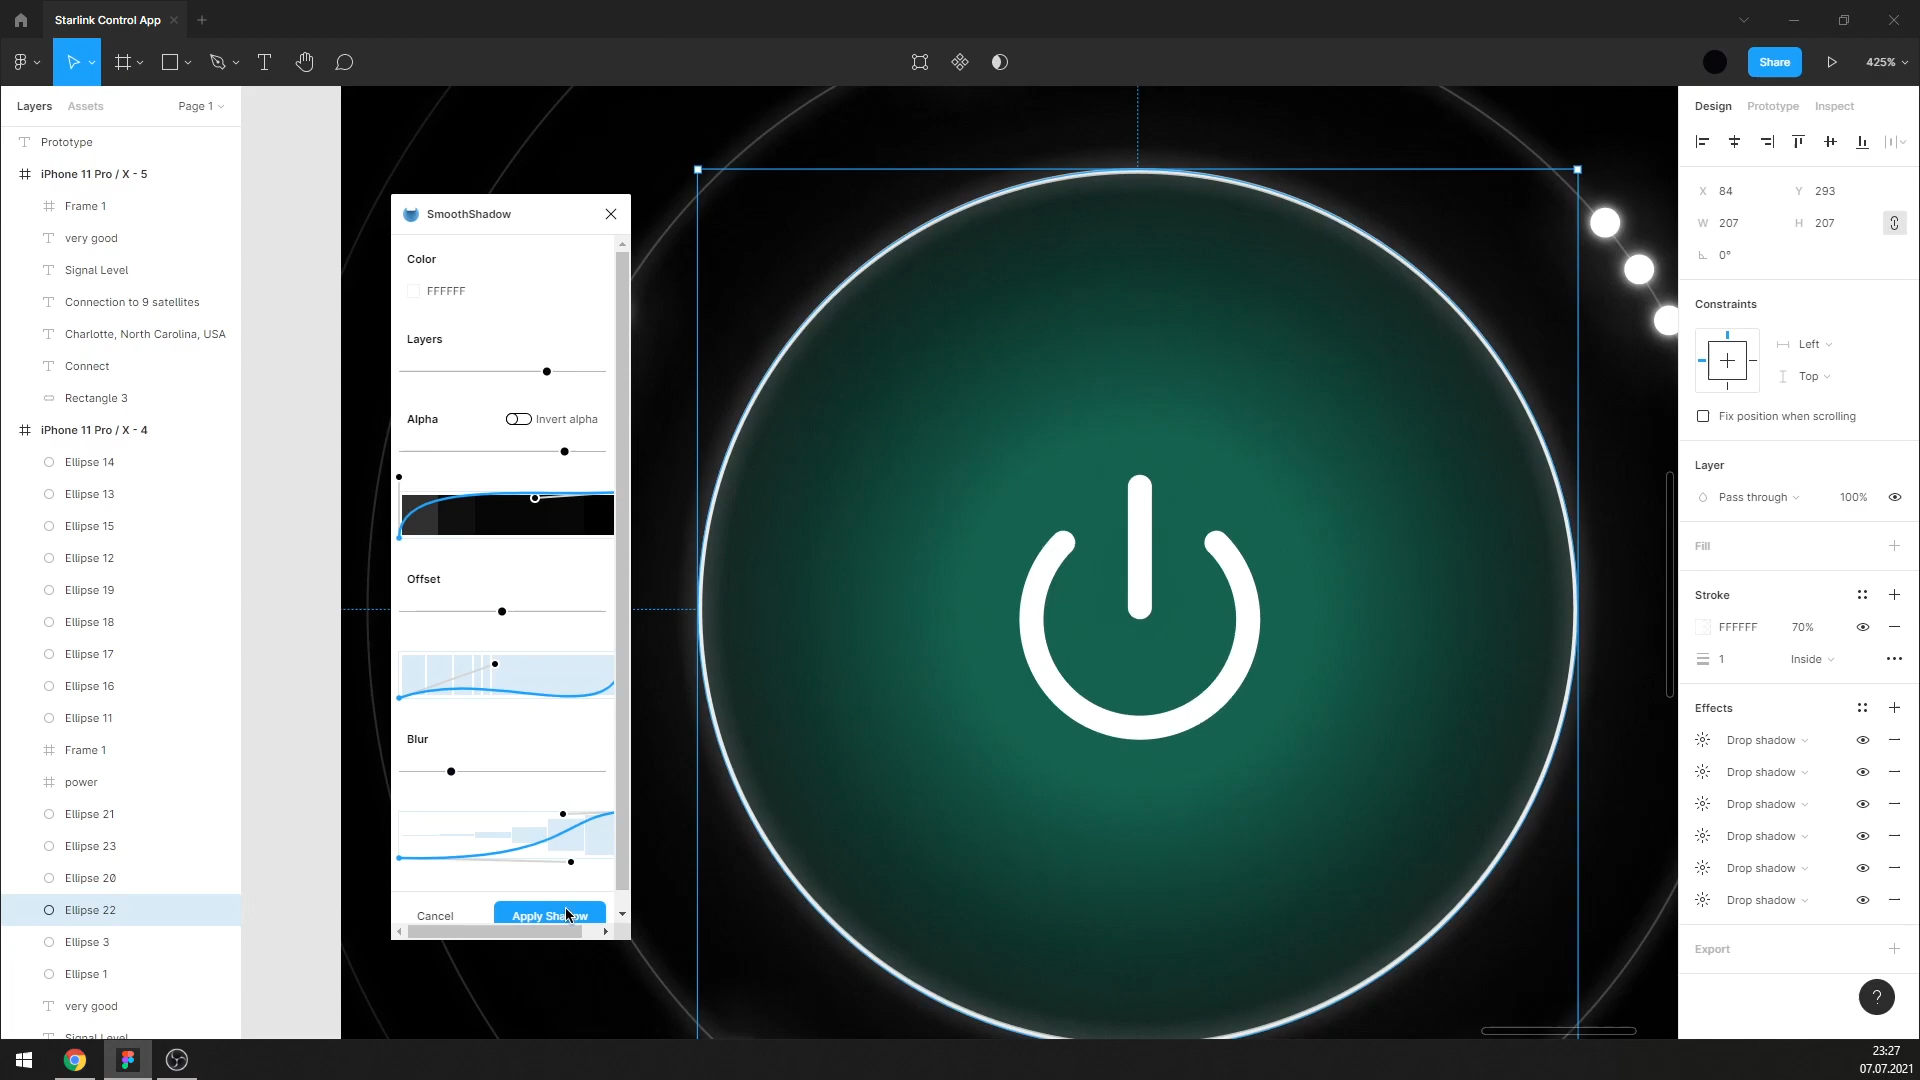 Starlink Control App
Share
425%
Layers
Assets
Page 1
Prototype
iPhone 11 Pro / X - 5
Frame 1
very good
Signal Level
Connection to 9 satellites
Charlotte, North Carolina, USA
Connect
Rectangle 3
iPhone 11 Pro / X - 4
Ellipse 14
Ellipse 13
Ellipse 15
Ellipse 12
Ellipse 19
Ellipse 18
Ellipse 17
Ellipse 16
Ellipse 11
Frame 1
power
Ellipse 21
Ellipse 23
Ellipse 20
Ellipse 22
Ellipse 3
Ellipse 1
very good
Signal Level
SmoothShadow
Color
FFFFFF
Layers
Alpha
Invert alpha
Offset
Blur
Cancel
Apply Shadow
Design
Prototype
Inspect
X 84
Y 293
W 207
H 207
0°
Constraints
Left
Top
Fix position when scrolling
Layer
Pass through
100%
Fill
Stroke
FFFFFF
70%
1
Inside
Effects
Drop shadow
Drop shadow
Drop shadow
Drop shadow
Drop shadow
Drop shadow
Export
?
23:27
07.07.2021